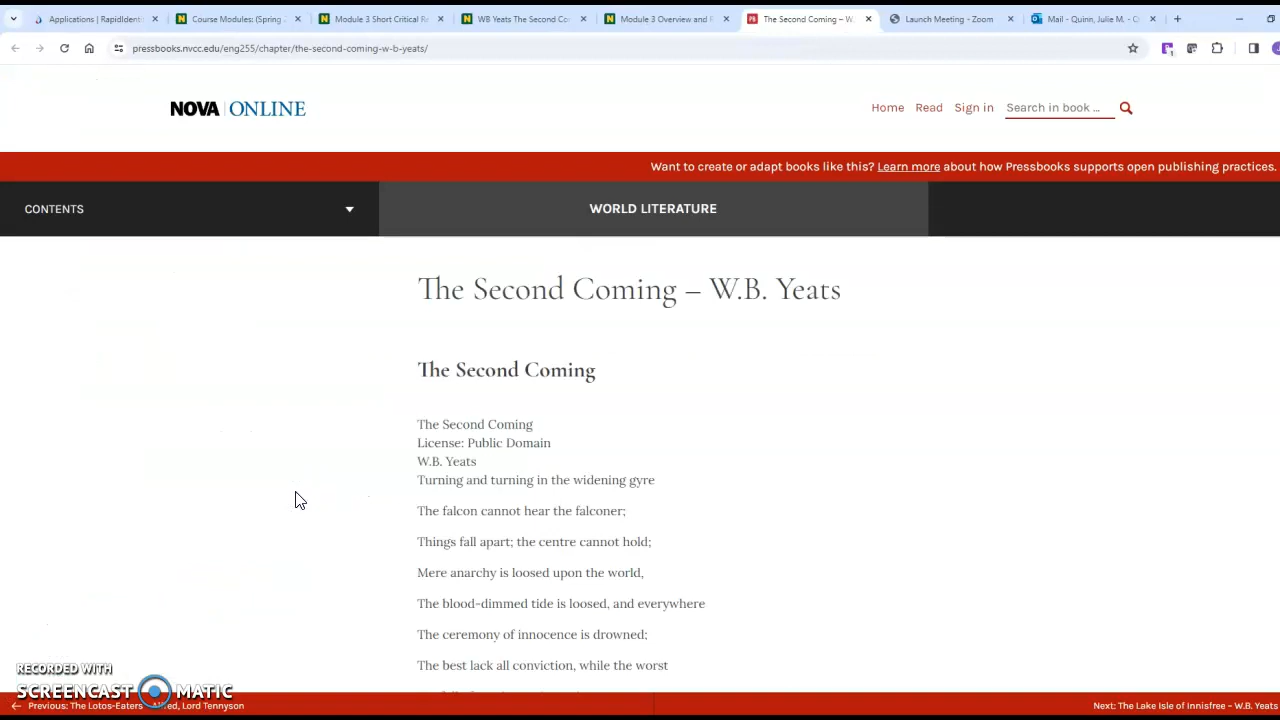 Applications | RapidIdenti
Course Modules: (Spring
Module 3 Short Critical Re
WB Yeats The Second Co
Module 3 Overview and R
The Second Coming – W.
Launch Meeting - Zoom
Mail - Quinn, Julie M. - O
pressbooks.nvcc.edu/eng255/chapter/the-second-coming-w-b-yeats/
NOVA | ONLINE
Home Read Sign in Search in book ...
Want to create or adapt books like this? Learn more about how Pressbooks supports open publishing practices.
CONTENTS
WORLD LITERATURE
The Second Coming – W.B. Yeats
The Second Coming
The Second Coming
License: Public Domain
W.B. Yeats
Turning and turning in the widening gyre
The falcon cannot hear the falconer;
Things fall apart; the centre cannot hold;
Mere anarchy is loosed upon the world,
The blood-dimmed tide is loosed, and everywhere
The ceremony of innocence is drowned;
The best lack all conviction, while the worst
RECORDED WITH
SCREENCAST MATIC
← Previous: The Lotos-Eaters – Alfred, Lord Tennyson
Next: The Lake Isle of Innisfree – W.B. Yeats